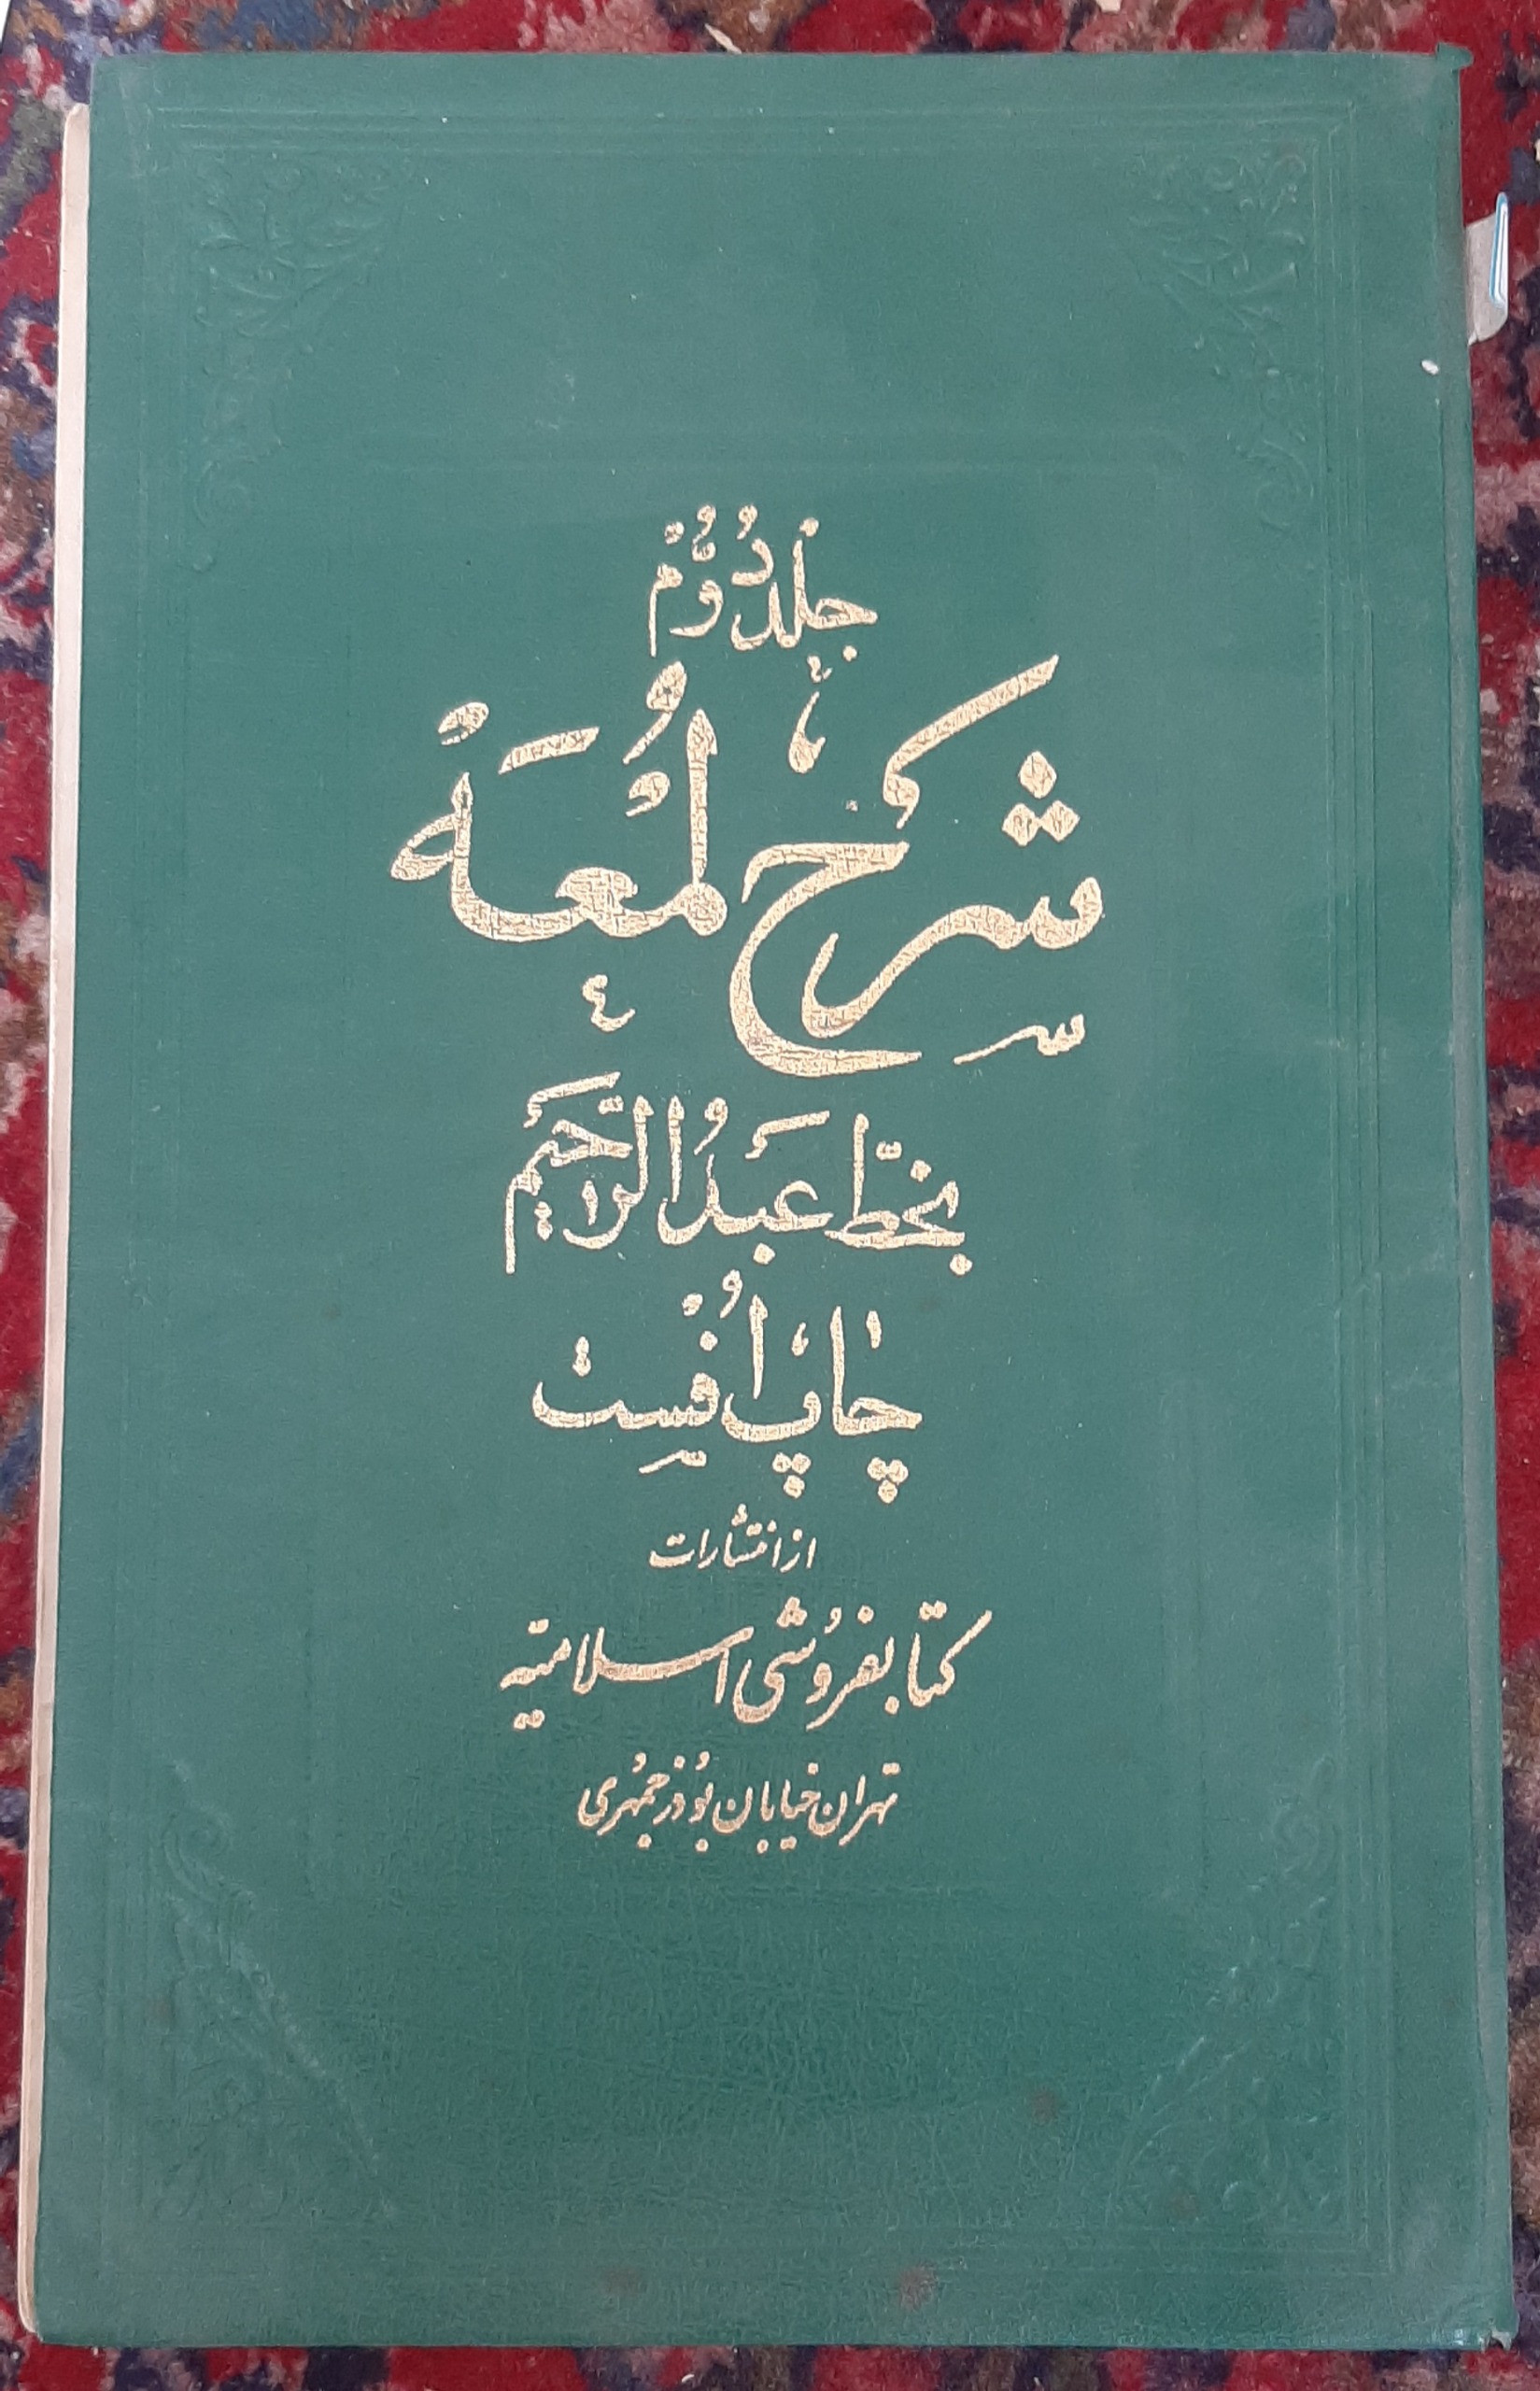 جلد دوم
شرح لمعه
بخط عبدالرحیم
چاپ افست
از انتشارات
کتابفروشی اسلامیه
تهران خیابان بوذرجمهری